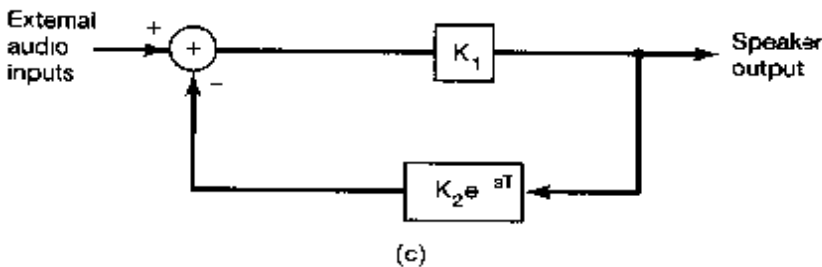 External
audio
inputs
+
+
−
K₁
Speaker
output
K₂e sT
(c)